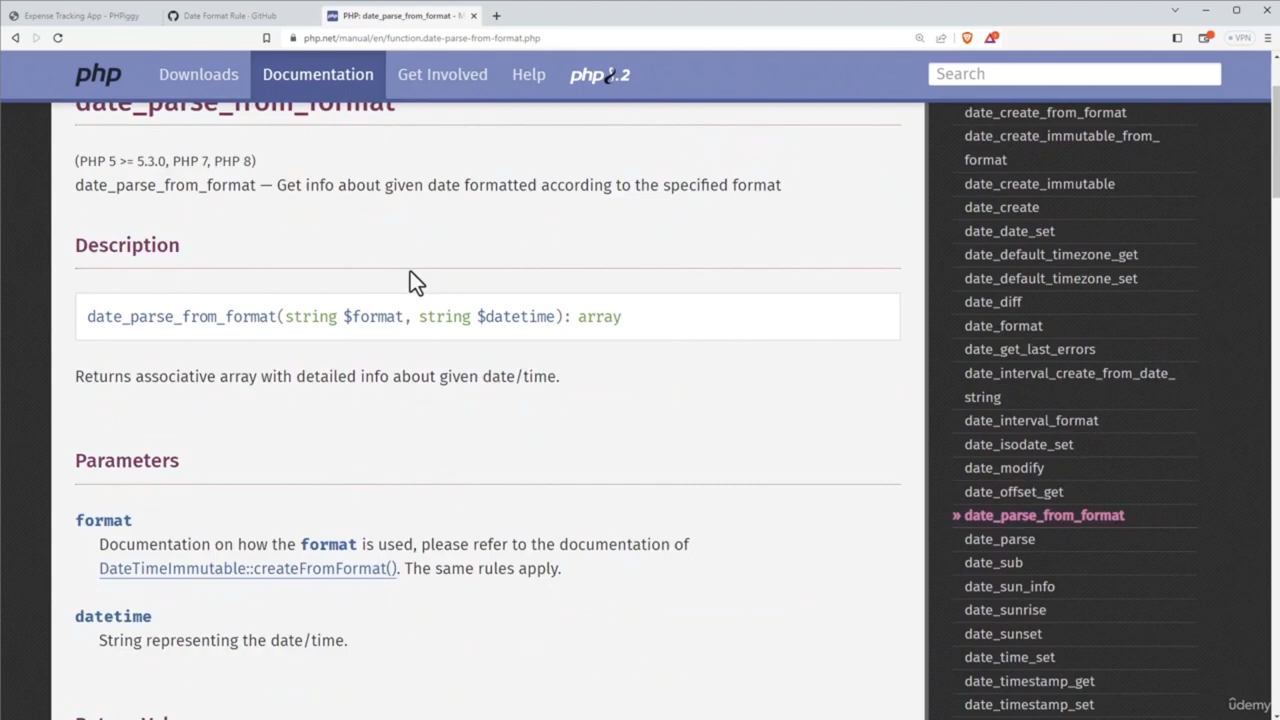 Expense Tracking App - PHPiggy
Date Format Rule · GitHub
PHP: date_parse_from_format - M
php.net/manual/en/function.date-parse-from-format.php
VPN
php
Downloads
Documentation
Get Involved
Help
php8.2
Search
date_parse_from_format
(PHP 5 >= 5.3.0, PHP 7, PHP 8)
date_parse_from_format — Get info about given date formatted according to the specified format
Description
date_parse_from_format(string $format, string $datetime): array
Returns associative array with detailed info about given date/time.
Parameters
format
Documentation on how the format is used, please refer to the documentation of
DateTimeImmutable::createFromFormat(). The same rules apply.
datetime
String representing the date/time.
date_create_from_format
date_create_immutable_from_
format
date_create_immutable
date_create
date_date_set
date_default_timezone_get
date_default_timezone_set
date_diff
date_format
date_get_last_errors
date_interval_create_from_date_
string
date_interval_format
date_isodate_set
date_modify
date_offset_get
» date_parse_from_format
date_parse
date_sub
date_sun_info
date_sunrise
date_sunset
date_time_set
date_timestamp_get
date_timestamp_set
ûdemy